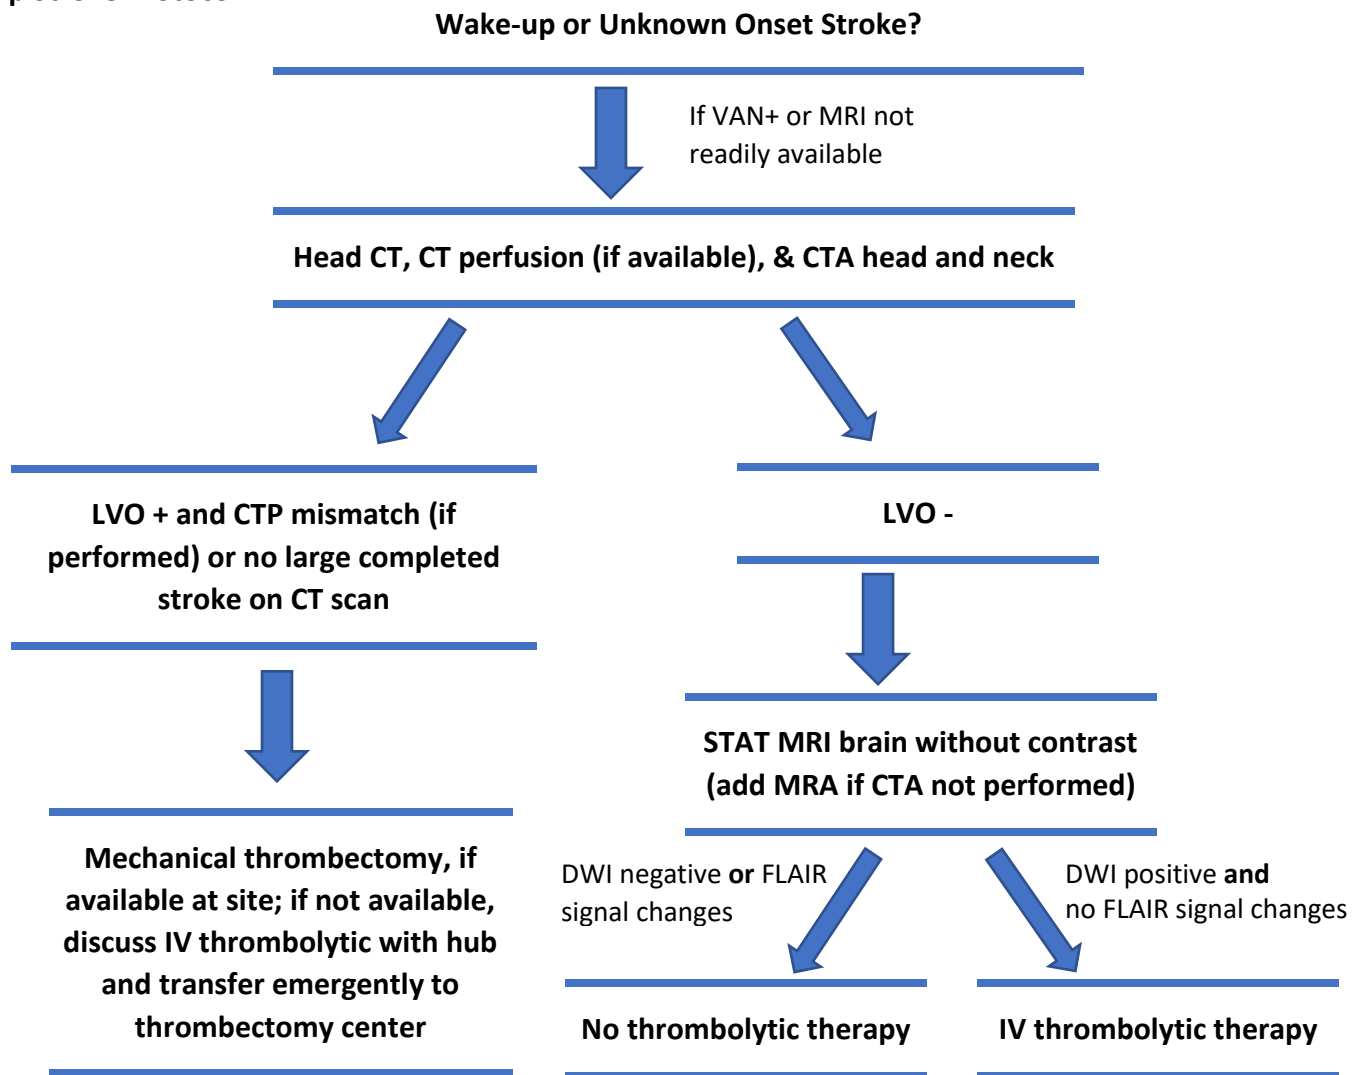 Wake-up or Unknown Onset Stroke?
If VAN+ or MRI not
readily available
Head CT, CT perfusion (if available), & CTA head and neck
LVO + and CTP mismatch (if
performed) or no large completed
stroke on CT scan
LVO -
Mechanical thrombectomy, if
available at site; if not available,
discuss IV thrombolytic with hub
and transfer emergently to
thrombectomy center
STAT MRI brain without contrast
(add MRA if CTA not performed)
DWI negative or FLAIR
signal changes
DWI positive and
no FLAIR signal changes
No thrombolytic therapy
IV thrombolytic therapy